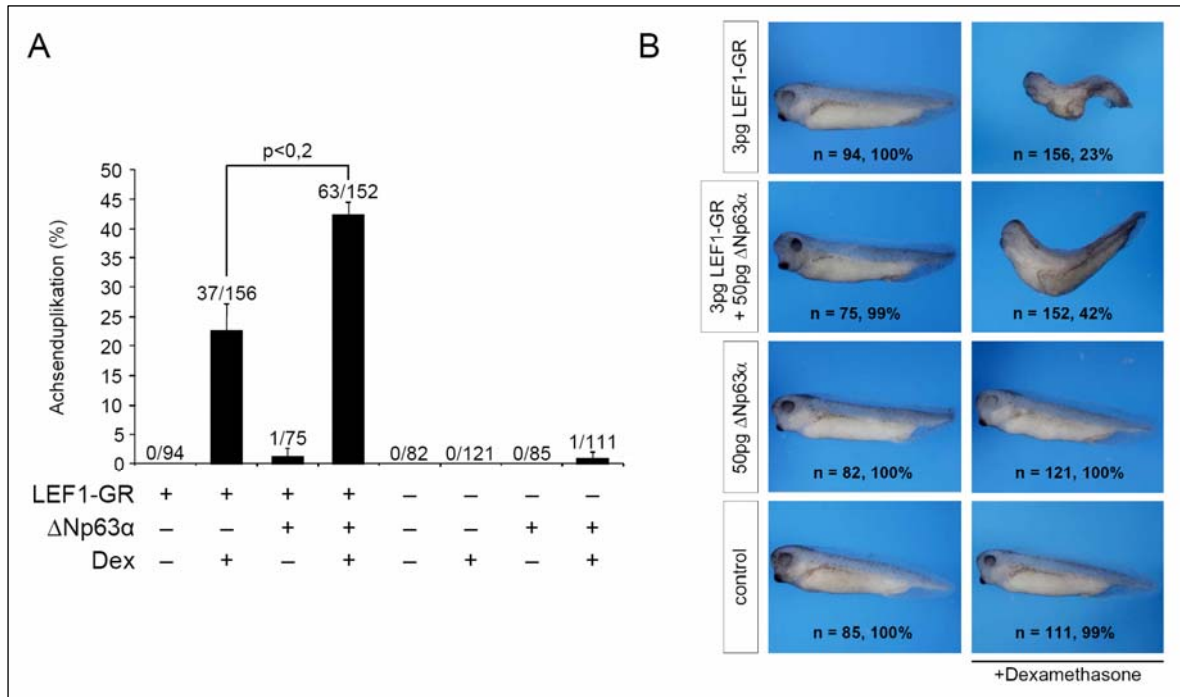 A
p<0,2
Achsenduplikation (%)
50
45
40
35
30
25
20
15
10
5
0
0/94
37/156
1/75
63/152
0/82
0/121
0/85
1/111
LEF1-GR + + + + – – – –
ΔNp63α – – + + – – + +
Dex – + – + – + – +
B
3pg LEF1-GR
n = 94, 100%
n = 156, 23%
3pg LEF1-GR
+ 50pg ΔNp63α
n = 75, 99%
n = 152, 42%
50pg ΔNp63α
n = 82, 100%
n = 121, 100%
control
n = 85, 100%
n = 111, 99%
+Dexamethasone